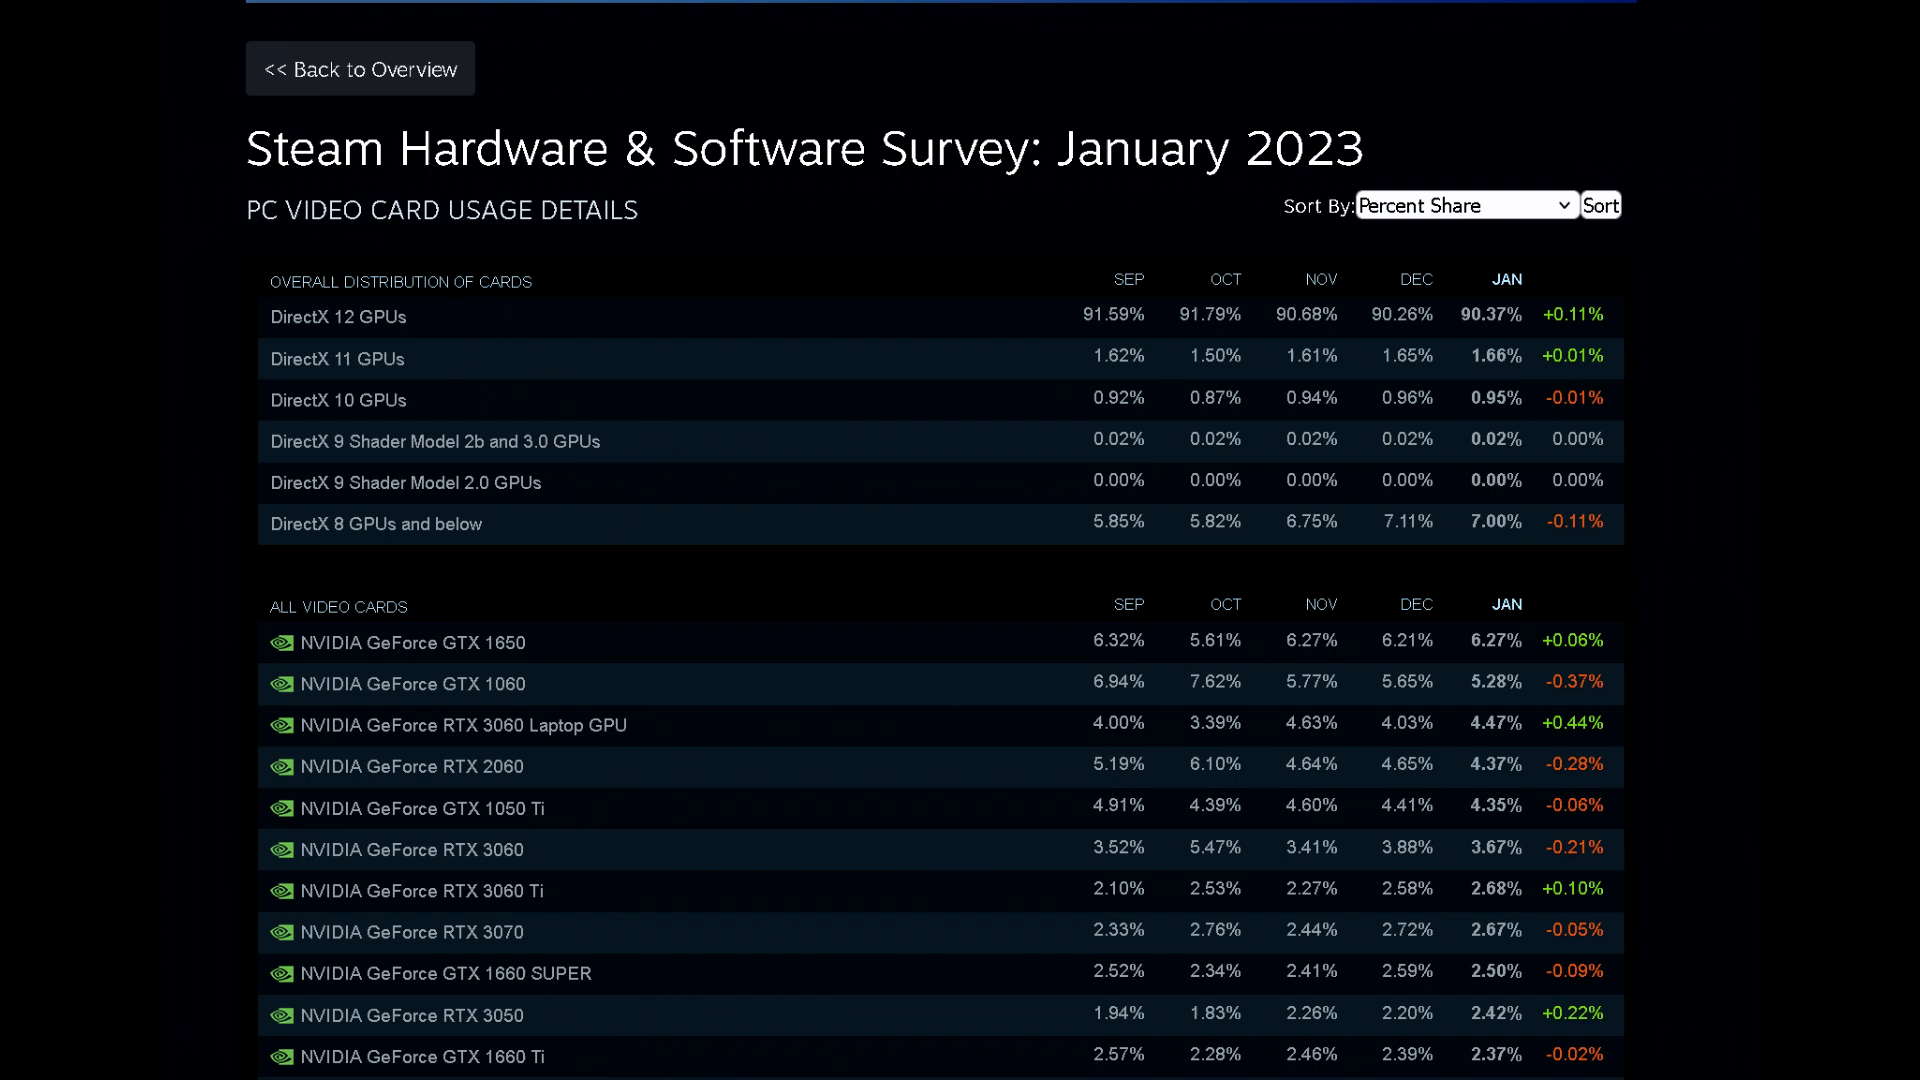 << Back to Overview
Steam Hardware & Software Survey: January 2023
PC VIDEO CARD USAGE DETAILS Sort By: Percent Share Sort
OVERALL DISTRIBUTION OF CARDS SEP OCT NOV DEC JAN
DirectX 12 GPUs 91.59% 91.79% 90.68% 90.26% 90.37% +0.11%
DirectX 11 GPUs 1.62% 1.50% 1.61% 1.65% 1.66% +0.01%
DirectX 10 GPUs 0.92% 0.87% 0.94% 0.96% 0.95% -0.01%
DirectX 9 Shader Model 2b and 3.0 GPUs 0.02% 0.02% 0.02% 0.02% 0.02% 0.00%
DirectX 9 Shader Model 2.0 GPUs 0.00% 0.00% 0.00% 0.00% 0.00% 0.00%
DirectX 8 GPUs and below 5.85% 5.82% 6.75% 7.11% 7.00% -0.11%
ALL VIDEO CARDS SEP OCT NOV DEC JAN
NVIDIA GeForce GTX 1650 6.32% 5.61% 6.27% 6.21% 6.27% +0.06%
NVIDIA GeForce GTX 1060 6.94% 7.62% 5.77% 5.65% 5.28% -0.37%
NVIDIA GeForce RTX 3060 Laptop GPU 4.00% 3.39% 4.63% 4.03% 4.47% +0.44%
NVIDIA GeForce RTX 2060 5.19% 6.10% 4.64% 4.65% 4.37% -0.28%
NVIDIA GeForce GTX 1050 Ti 4.91% 4.39% 4.60% 4.41% 4.35% -0.06%
NVIDIA GeForce RTX 3060 3.52% 5.47% 3.41% 3.88% 3.67% -0.21%
NVIDIA GeForce RTX 3060 Ti 2.10% 2.53% 2.27% 2.58% 2.68% +0.10%
NVIDIA GeForce RTX 3070 2.33% 2.76% 2.44% 2.72% 2.67% -0.05%
NVIDIA GeForce GTX 1660 SUPER 2.52% 2.34% 2.41% 2.59% 2.50% -0.09%
NVIDIA GeForce RTX 3050 1.94% 1.83% 2.26% 2.20% 2.42% +0.22%
NVIDIA GeForce GTX 1660 Ti 2.57% 2.28% 2.46% 2.39% 2.37% -0.02%